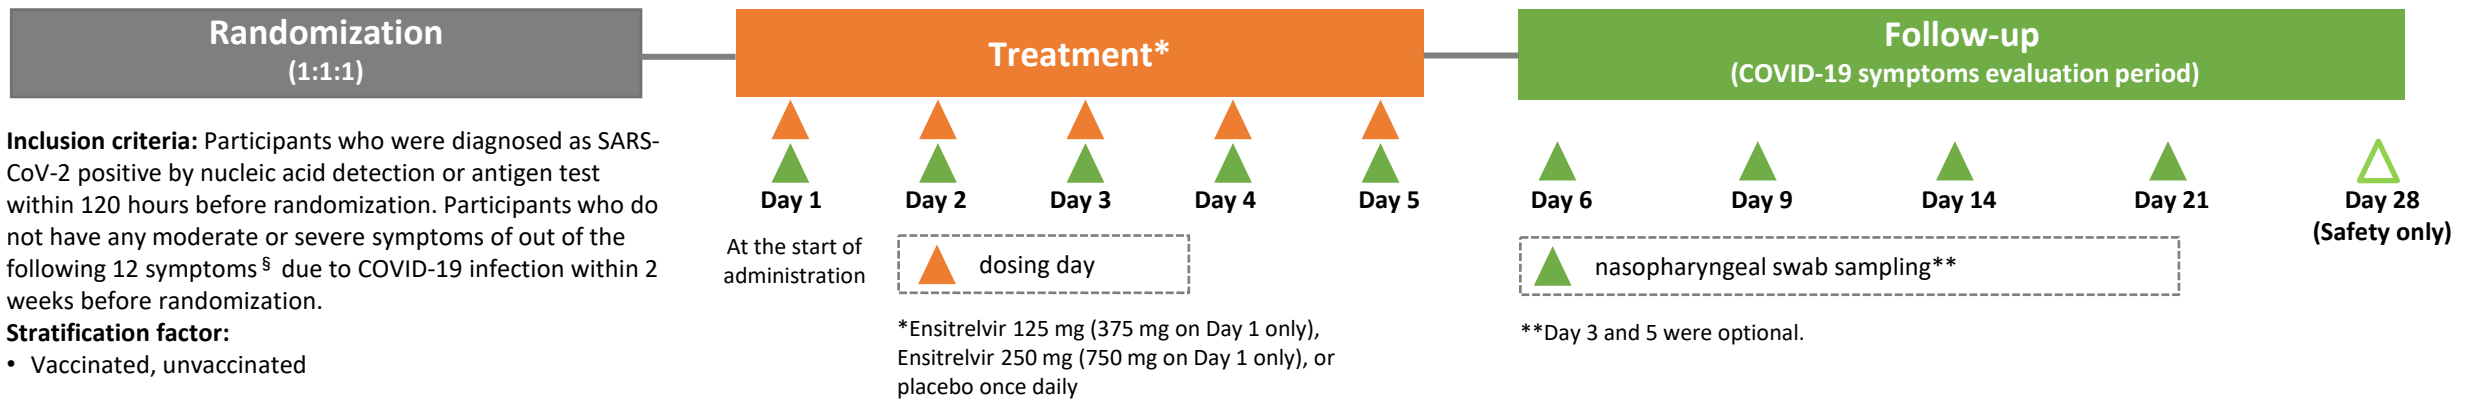 Randomization
(1:1:1)
Inclusion criteria: Participants who were diagnosed as SARS-
CoV-2 positive by nucleic acid detection or antigen test
within 120 hours before randomization. Participants who do
not have any moderate or severe symptoms of out of the
following 12 symptoms § due to COVID-19 infection within 2
weeks before randomization.
Stratification factor:
• Vaccinated, unvaccinated
Treatment*
Day 1 Day 2 Day 3 Day 4 Day 5
At the start of
administration
dosing day
*Ensitrelvir 125 mg (375 mg on Day 1 only),
Ensitrelvir 250 mg (750 mg on Day 1 only), or
placebo once daily
Follow-up
(COVID-19 symptoms evaluation period)
Day 6 Day 9 Day 14 Day 21 Day 28
(Safety only)
nasopharyngeal swab sampling**
**Day 3 and 5 were optional.